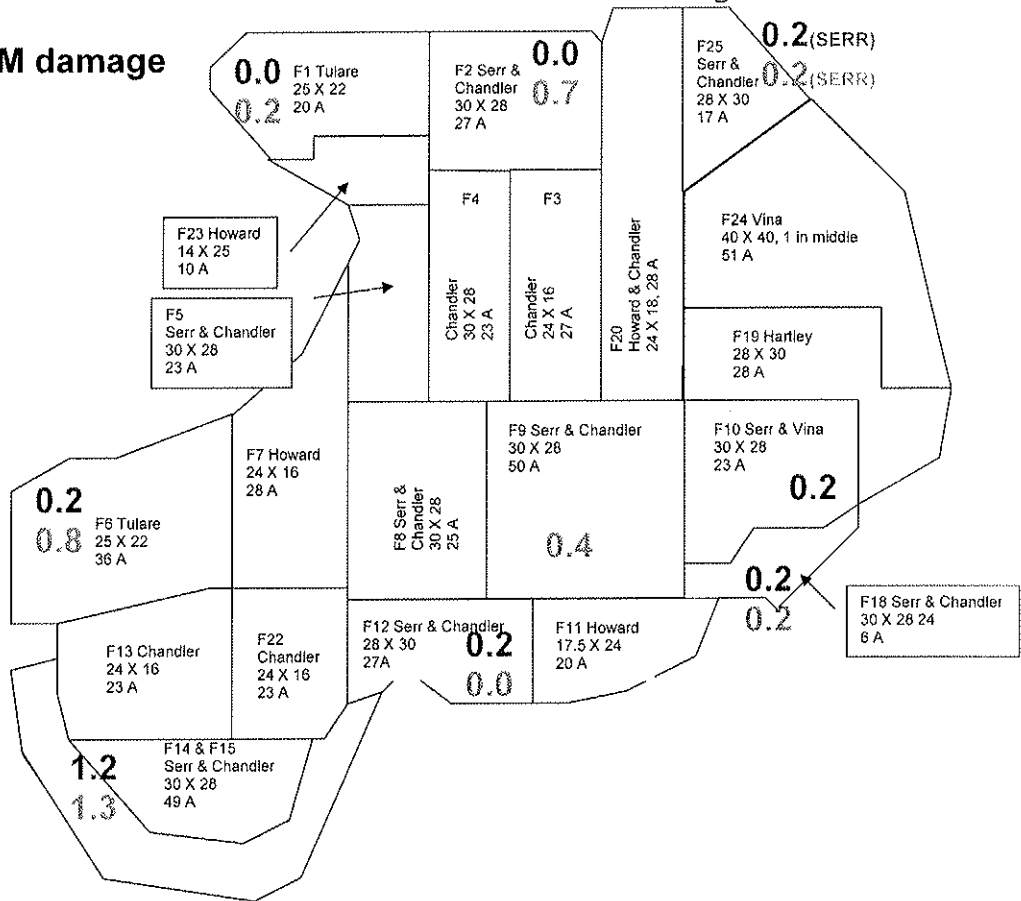 M damage
0.0
0.2
F1 Tulare
25 X 22
20 A
F2 Serr &
Chandler
30 X 28
27 A
0.0
0.7
F25
Serr &
Chandler
28 X 30
17 A
0.2(SERR)
0.2(SERR)
F23 Howard
14 X 25
10 A
F5
Serr & Chandler
30 X 28
23 A
F4
Chandler
30 X 28
23 A
F3
Chandler
24 X 16
27 A
F20
Howard & Chandler
24 X 18, 28 A
F24 Vina
40 X 40, 1 in middle
51 A
F19 Hartley
28 X 30
28 A
0.2
0.8
F6 Tulare
25 X 22
36 A
F7 Howard
24 X 16
28 A
F8 Serr &
Chandler
30 X 28
25 A
F9 Serr & Chandler
30 X 28
50 A
0.4
F10 Serr & Vina
30 X 28
23 A
0.2
0.2
0.2
F18 Serr & Chandler
30 X 28 24
6 A
F13 Chandler
24 X 16
23 A
F22
Chandler
24 X 16
23 A
F12 Serr & Chandler
28 X 30
27A
0.2
0.0
F11 Howard
17.5 X 24
20 A
1.2
1.3
F14 & F15
Serr & Chandler
30 X 28
49 A